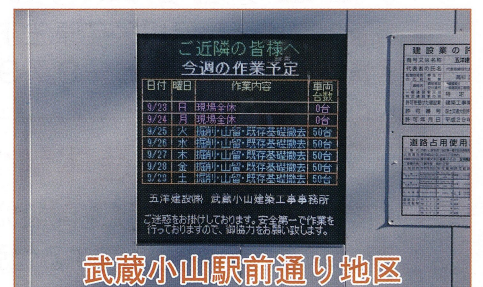 ご近隣の皆様へ
今週の作業予定
日付 曜日 作業内容 車両台数
9/23 日 現場全休 0台
9/24 月 現場全休 0台
9/25 火 掘削・山留・既存基礎撤去 50台
9/26 水 掘削・山留・既存基礎撤去 50台
9/27 木 掘削・山留・既存基礎撤去 50台
9/28 金 掘削・山留・既存基礎撤去 50台
土 掘削・山留・既存基礎撤去 50台
五洋建設㈱ 武蔵小山建築工事事務所
ご迷惑をお掛けしております。安全第一で作業を
行っておりますので、御協力をお願い致します。
建設業の許
代表者の氏名
道路占用使用
武蔵小山駅前通り地区